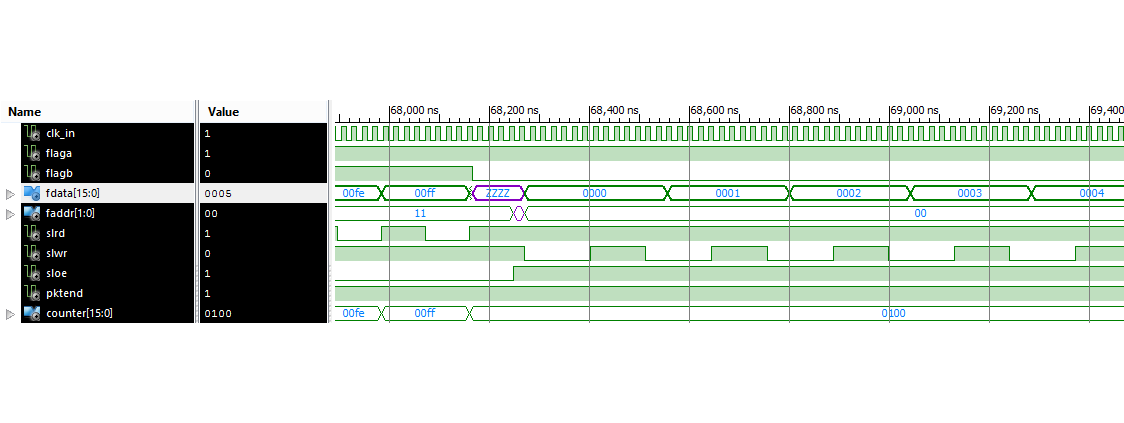 Name Value 68,000 ns 68,200 ns 68,400 ns 68,600 ns 68,800 ns 69,000 ns 69,200 ns 69,400
clk_in 1
flaga 1
flagb 0
fdata[15:0] 0005 00fe 00ff ZZZZ 0000 0001 0002 0003 0004
faddr[1:0] 00 11 00
slrd 1
slwr 0
sloe 1
pktend 1
counter[15:0] 0100 00fe 00ff 0100